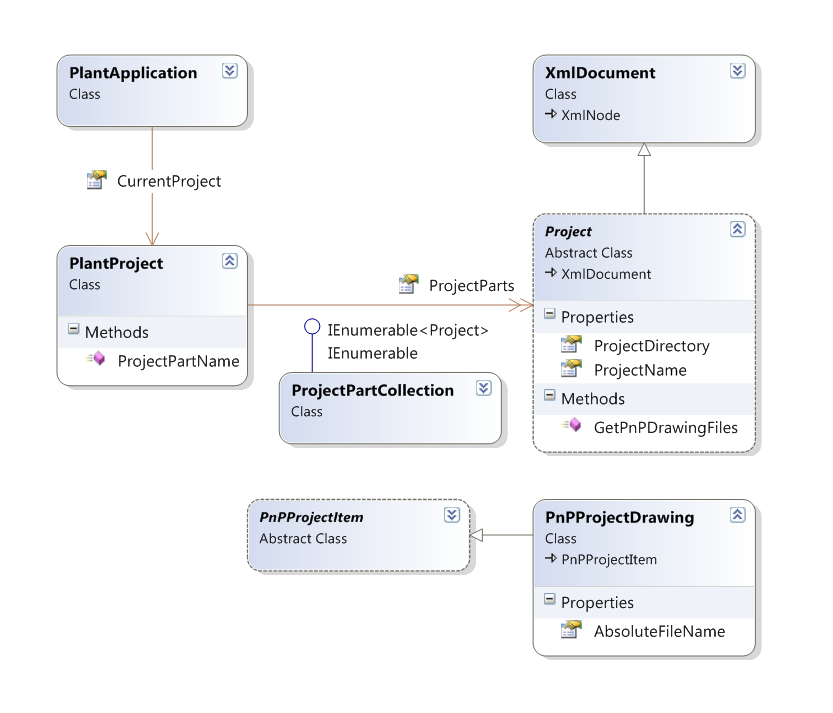 PlantApplication
Class
XmlDocument
Class
XmlNode
CurrentProject
PlantProject
Class
Methods
ProjectPartName
ProjectParts
Project
Abstract Class
XmlDocument
Properties
ProjectDirectory
ProjectName
Methods
GetPnPDrawingFiles
IEnumerable<Project>
IEnumerable
ProjectPartCollection
Class
PnPProjectItem
Abstract Class
PnPProjectDrawing
Class
PnPProjectItem
Properties
AbsoluteFileName